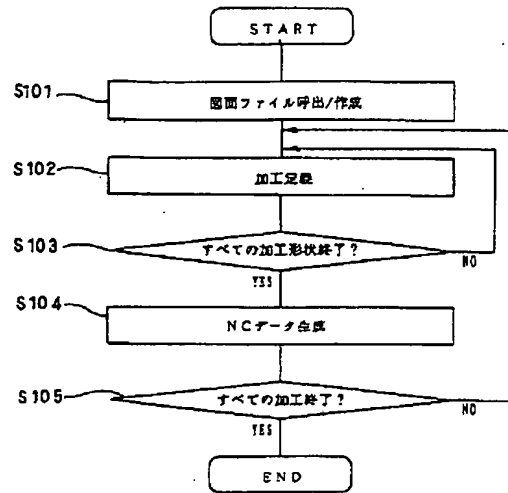 START
S101
図面ファイル呼出/作成
S102
加工定義
S103
すべての加工形状終了?
NO
YES
S104
NCデータ生成
S105
すべての加工終了?
NO
YES
END